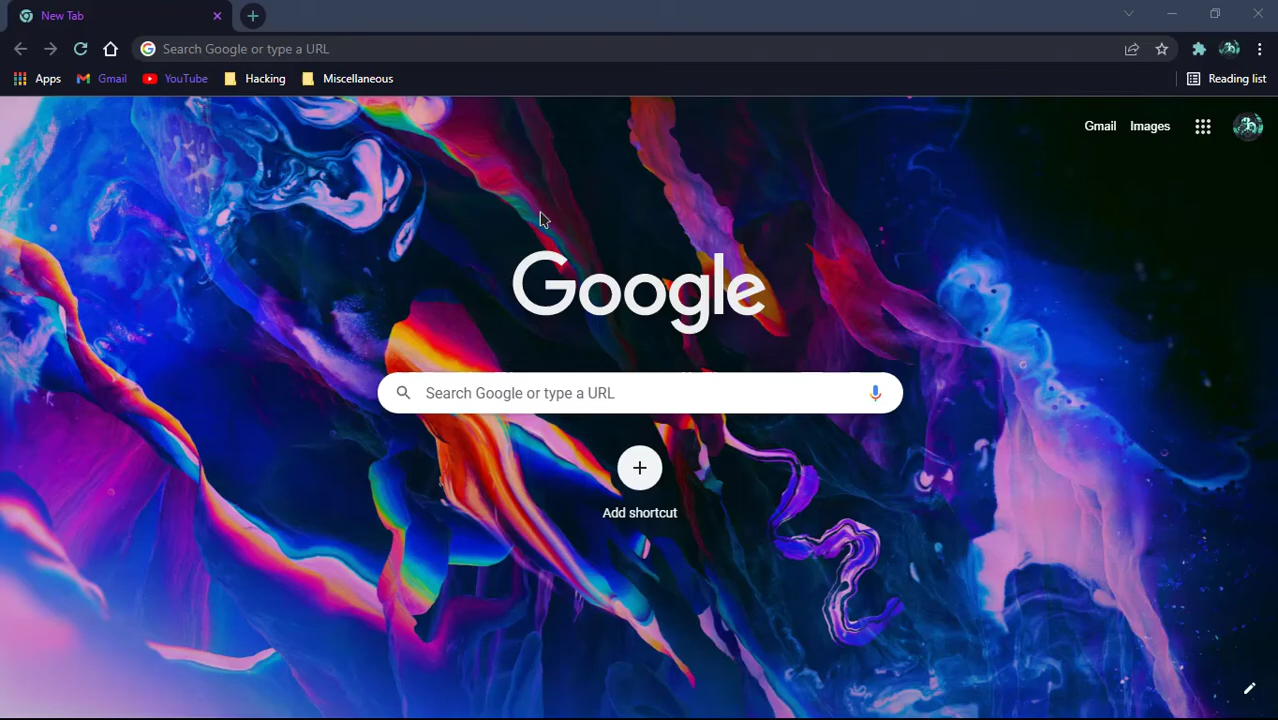 New Tab
Search Google or type a URL
Apps Gmail YouTube Hacking Miscellaneous Reading list
Gmail Images
Google
Search Google or type a URL
Add shortcut